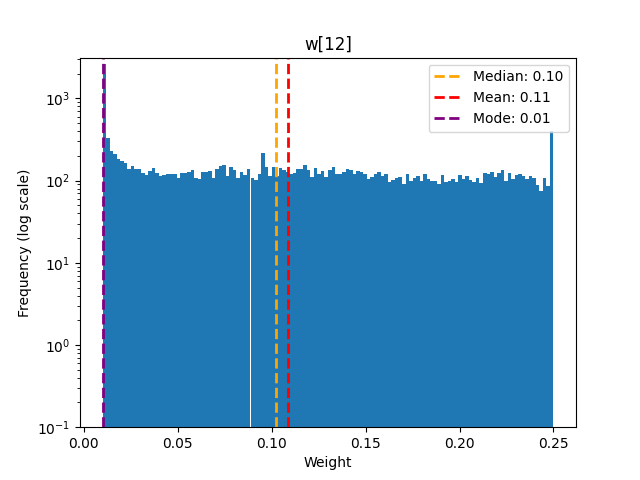 w[12]
Median: 0.10
Mean: 0.11
Mode: 0.01
Frequency (log scale)
10³
10²
10¹
10⁰
10⁻¹
0.00 0.05 0.10 0.15 0.20 0.25
Weight